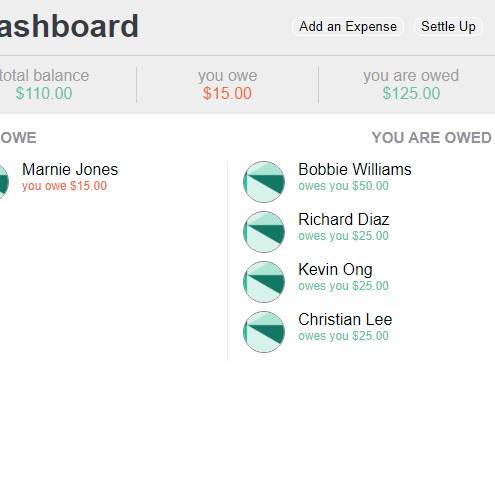 ashboard
Add an Expense
Settle Up
total balance
$110.00
you owe
$15.00
you are owed
$125.00
OWE
YOU ARE OWED
Marnie Jones
you owe $15.00
Bobbie Williams
owes you $50.00
Richard Diaz
owes you $25.00
Kevin Ong
owes you $25.00
Christian Lee
owes you $25.00